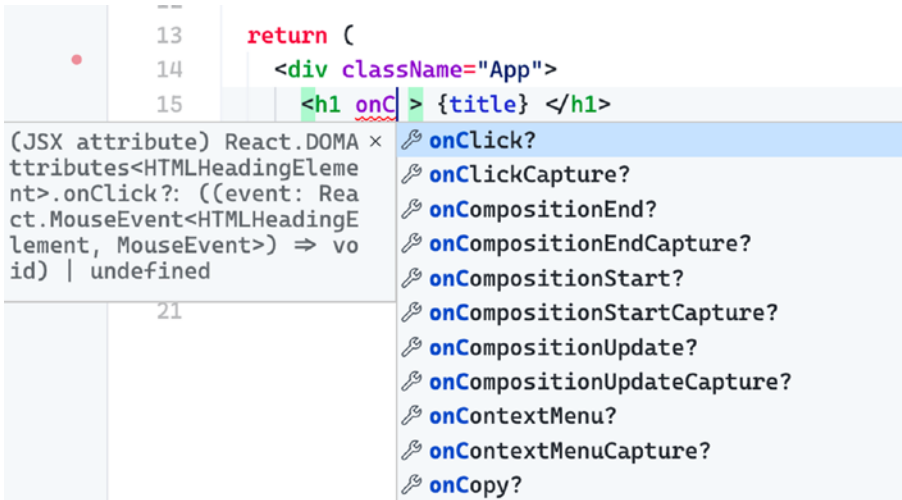 13 return (
14 <div className="App">
15 <h1 onC > {title} </h1>
(JSX attribute) React.DOMA ×
ttributes<HTMLHeadingEleme
nt>.onClick?: ((event: Rea
ct.MouseEvent<HTMLHeadingE
lement, MouseEvent>) ⇒ vo
id) | undefined
21
onClick?
onClickCapture?
onCompositionEnd?
onCompositionEndCapture?
onCompositionStart?
onCompositionStartCapture?
onCompositionUpdate?
onCompositionUpdateCapture?
onContextMenu?
onContextMenuCapture?
onCopy?